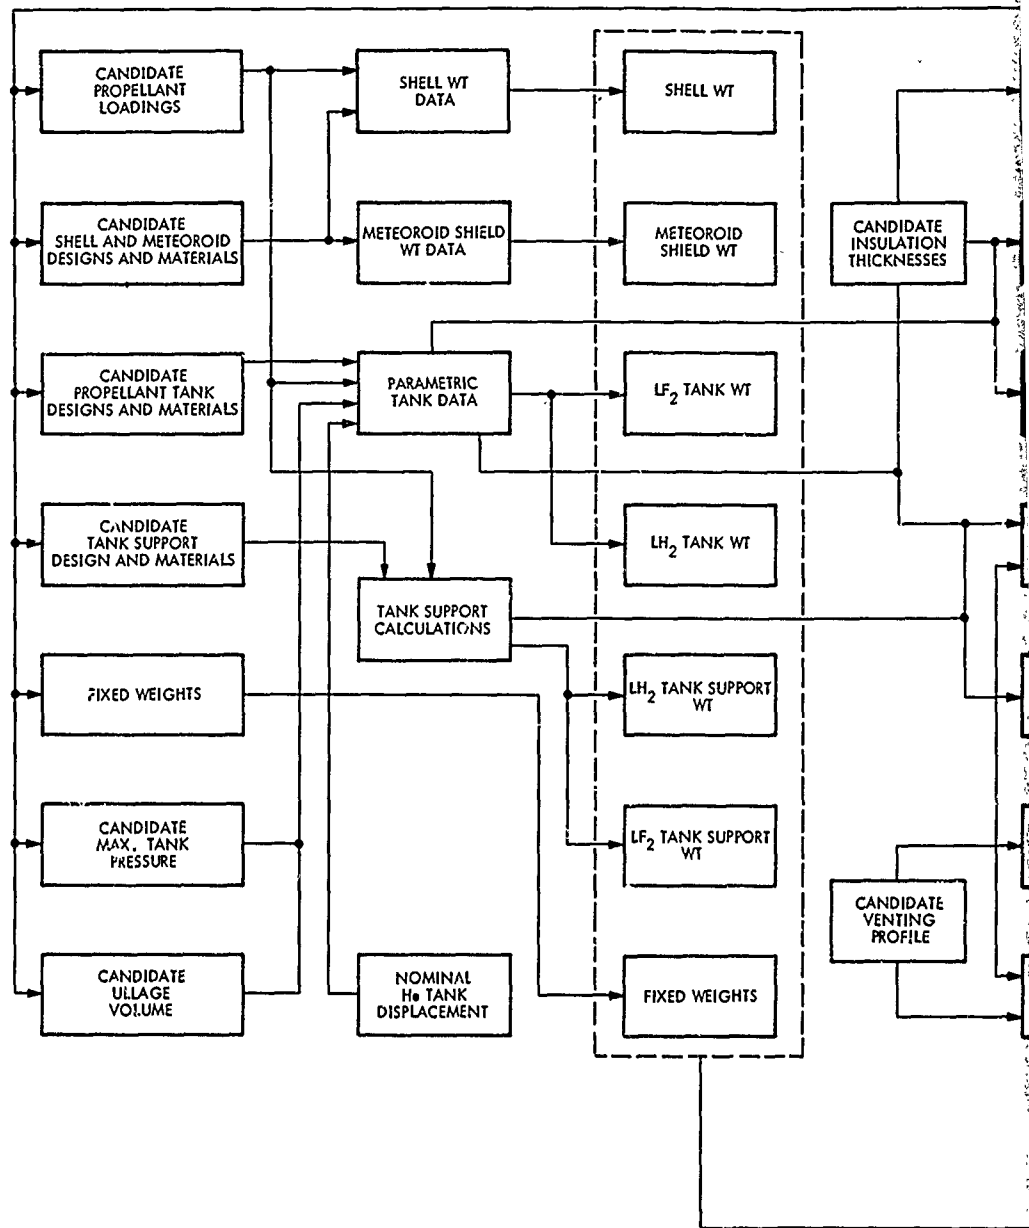 CANDIDATE
PROPELLANT
LOADINGS
SHELL WT
DATA
SHELL WT
CANDIDATE
SHELL AND METEOROID
DESIGNS AND MATERIALS
METEOROID SHIELD
WT DATA
METEOROID
SHIELD WT
CANDIDATE
INSULATION
THICKNESSES
CANDIDATE
PROPELLANT TANK
DESIGNS AND MATERIALS
PARAMETRIC
TANK DATA
LF2 TANK WT
CANDIDATE
TANK SUPPORT
DESIGN AND MATERIALS
LH2 TANK WT
TANK SUPPORT
CALCULATIONS
FIXED WEIGHTS
LH2 TANK SUPPORT
WT
CANDIDATE
MAX. TANK
PRESSURE
LF2 TANK SUPPORT
WT
CANDIDATE
VENTING
PROFILE
CANDIDATE
ULLAGE
VOLUME
NOMINAL
He TANK
DISPLACEMENT
FIXED WEIGHTS